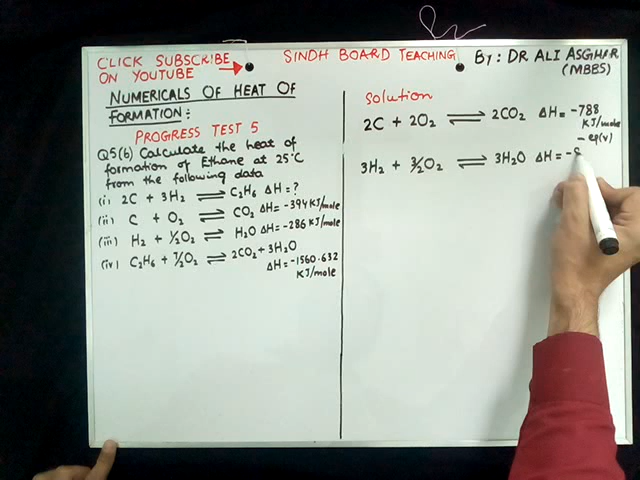 CLICK SUBSCRIBE
ON YOUTUBE →
SINDH BOARD TEACHING
By: DR ALI ASGHAR
(MBBS)
NUMERICALS OF HEAT OF
FORMATION:
PROGRESS TEST 5
Q5(b) Calculate the heat of
formation of Ethane at 25°C
from the following data
(i) 2C + 3H₂ ⇌ C₂H₆ ΔH = ?
(ii) C + O₂ ⇌ CO₂ ΔH = -394 KJ/mole
(iii) H₂ + ½O₂ ⇌ H₂O ΔH = -286 KJ/mole
(iv) C₂H₆ + 7/2O₂ ⇌ 2CO₂ + 3H₂O
ΔH = -1560.632
KJ/mole
Solution
2C + 2O₂ ⇌ 2CO₂ ΔH = -788
KJ/mole
- eq(v)
3H₂ + 3/2O₂ ⇌ 3H₂O ΔH = -8